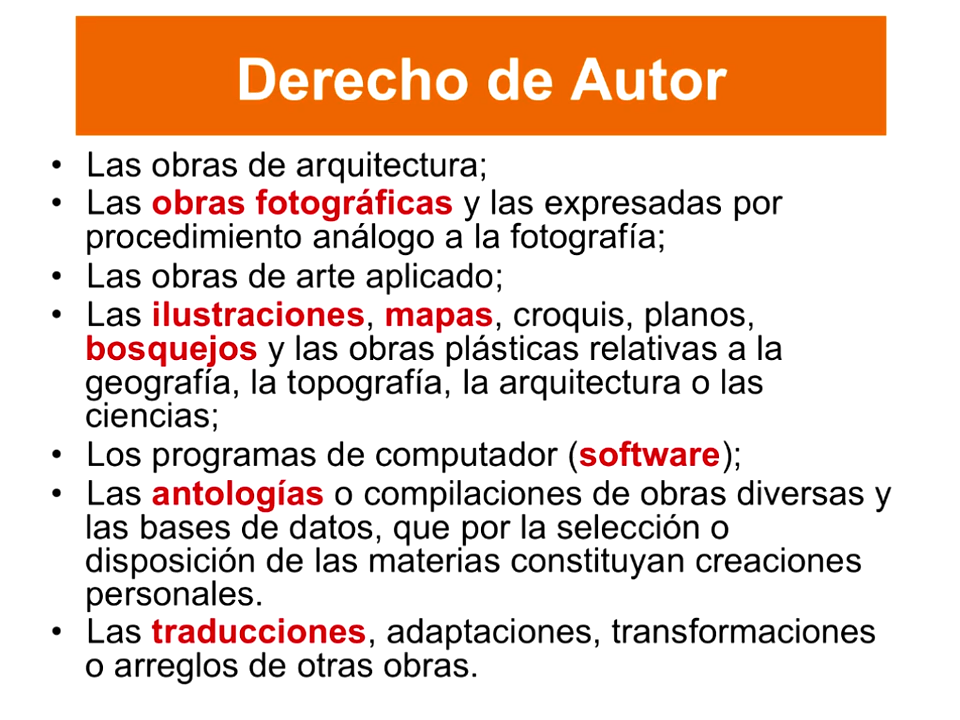 Derecho de Autor
• Las obras de arquitectura;
• Las obras fotográficas y las expresadas por
procedimiento análogo a la fotografía;
• Las obras de arte aplicado;
• Las ilustraciones, mapas, croquis, planos,
bosquejos y las obras plásticas relativas a la
geografía, la topografía, la arquitectura o las
ciencias;
• Los programas de computador (software);
• Las antologías o compilaciones de obras diversas y
las bases de datos, que por la selección o
disposición de las materias constituyan creaciones
personales.
• Las traducciones, adaptaciones, transformaciones
o arreglos de otras obras.